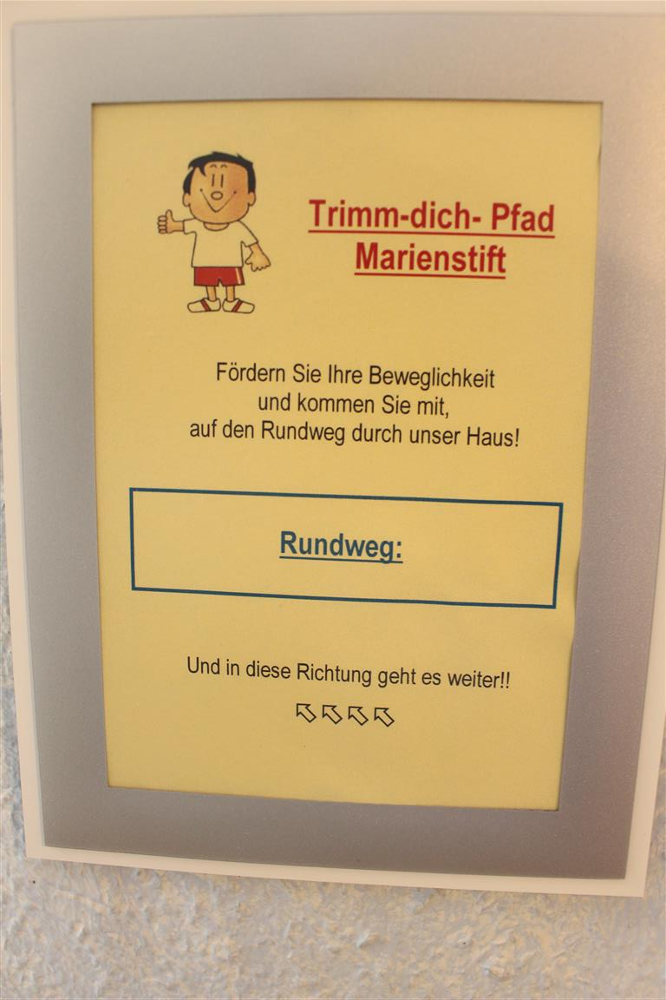 Trimm-dich- Pfad
Marienstift
Fördern Sie Ihre Beweglichkeit
und kommen Sie mit,
auf den Rundweg durch unser Haus!
Rundweg:
Und in diese Richtung geht es weiter!!